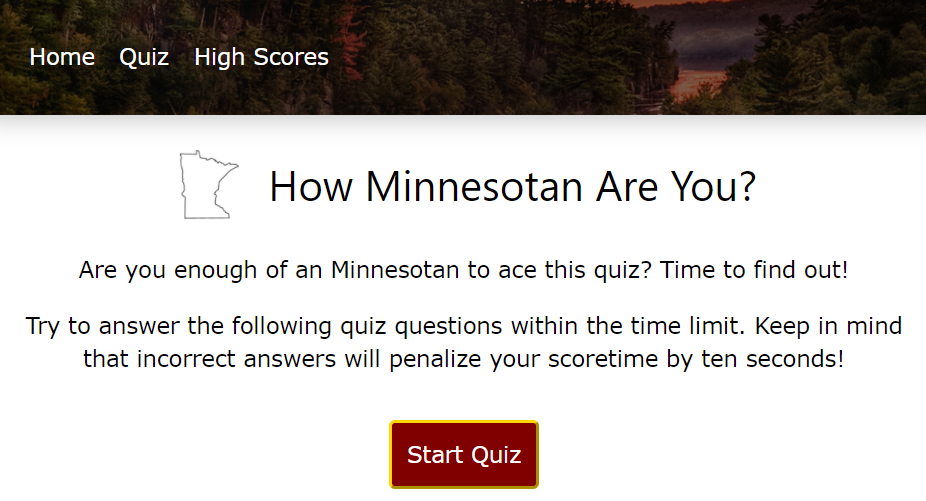 Home Quiz High Scores
How Minnesotan Are You?
Are you enough of an Minnesotan to ace this quiz? Time to find out!
Try to answer the following quiz questions within the time limit. Keep in mind
that incorrect answers will penalize your scoretime by ten seconds!
Start Quiz